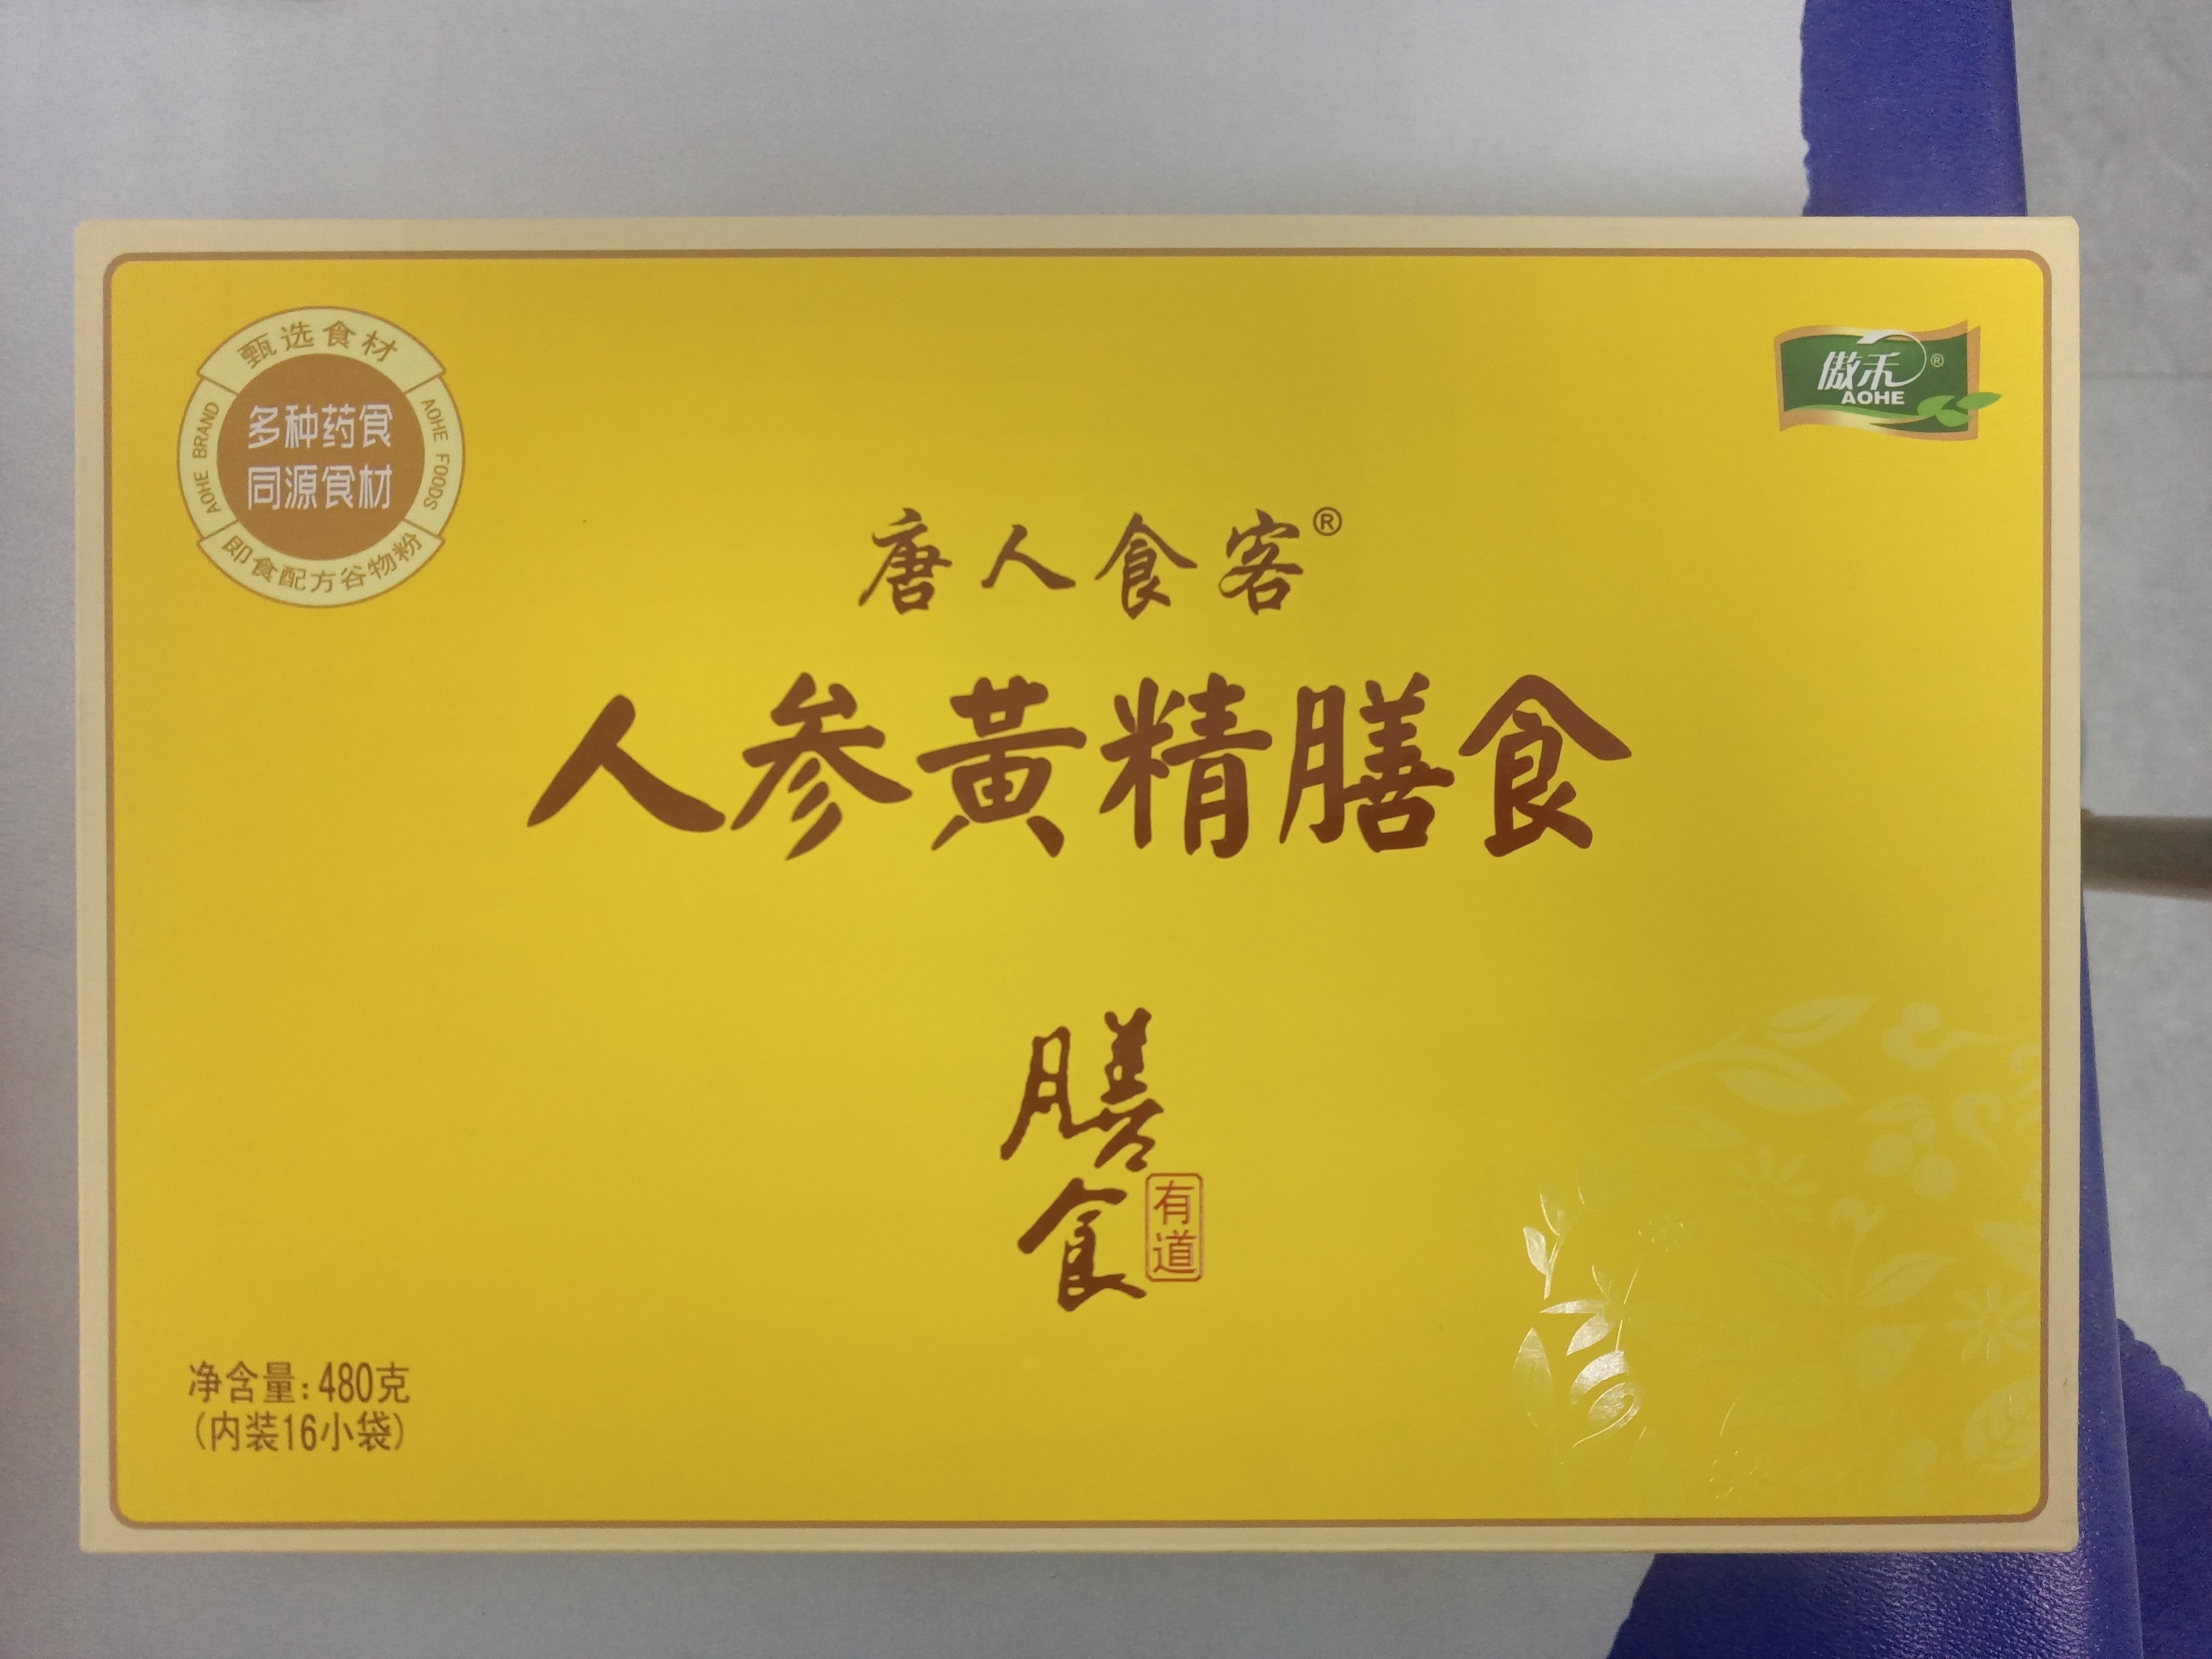 甄选食材
AOHE BRAND
多种药食
同源食材
AOHE FOODS
即食配方谷物粉
傲禾®
AOHE
唐人食客®
人参黄精膳食
膳
食
有
道
净含量:480克
(内装16小袋)